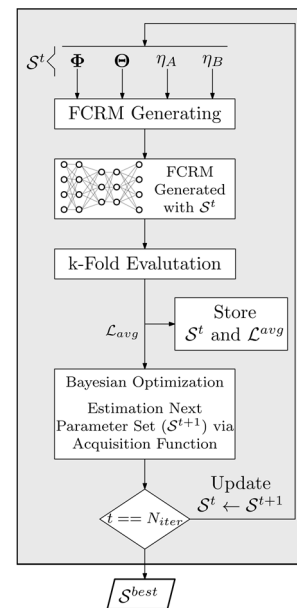 𝒮^t { Φ Θ η_A η_B
FCRM Generating
FCRM
Generated
with 𝒮^t
k-Fold Evalutation
ℒ_avg
Store
𝒮^t and ℒ^avg
Bayesian Optimization
Estimation Next
Parameter Set (𝒮^{t+1}) via
Acquisition Function
Update
𝒮^t ← 𝒮^{t+1}
t == N_iter
𝒮^best